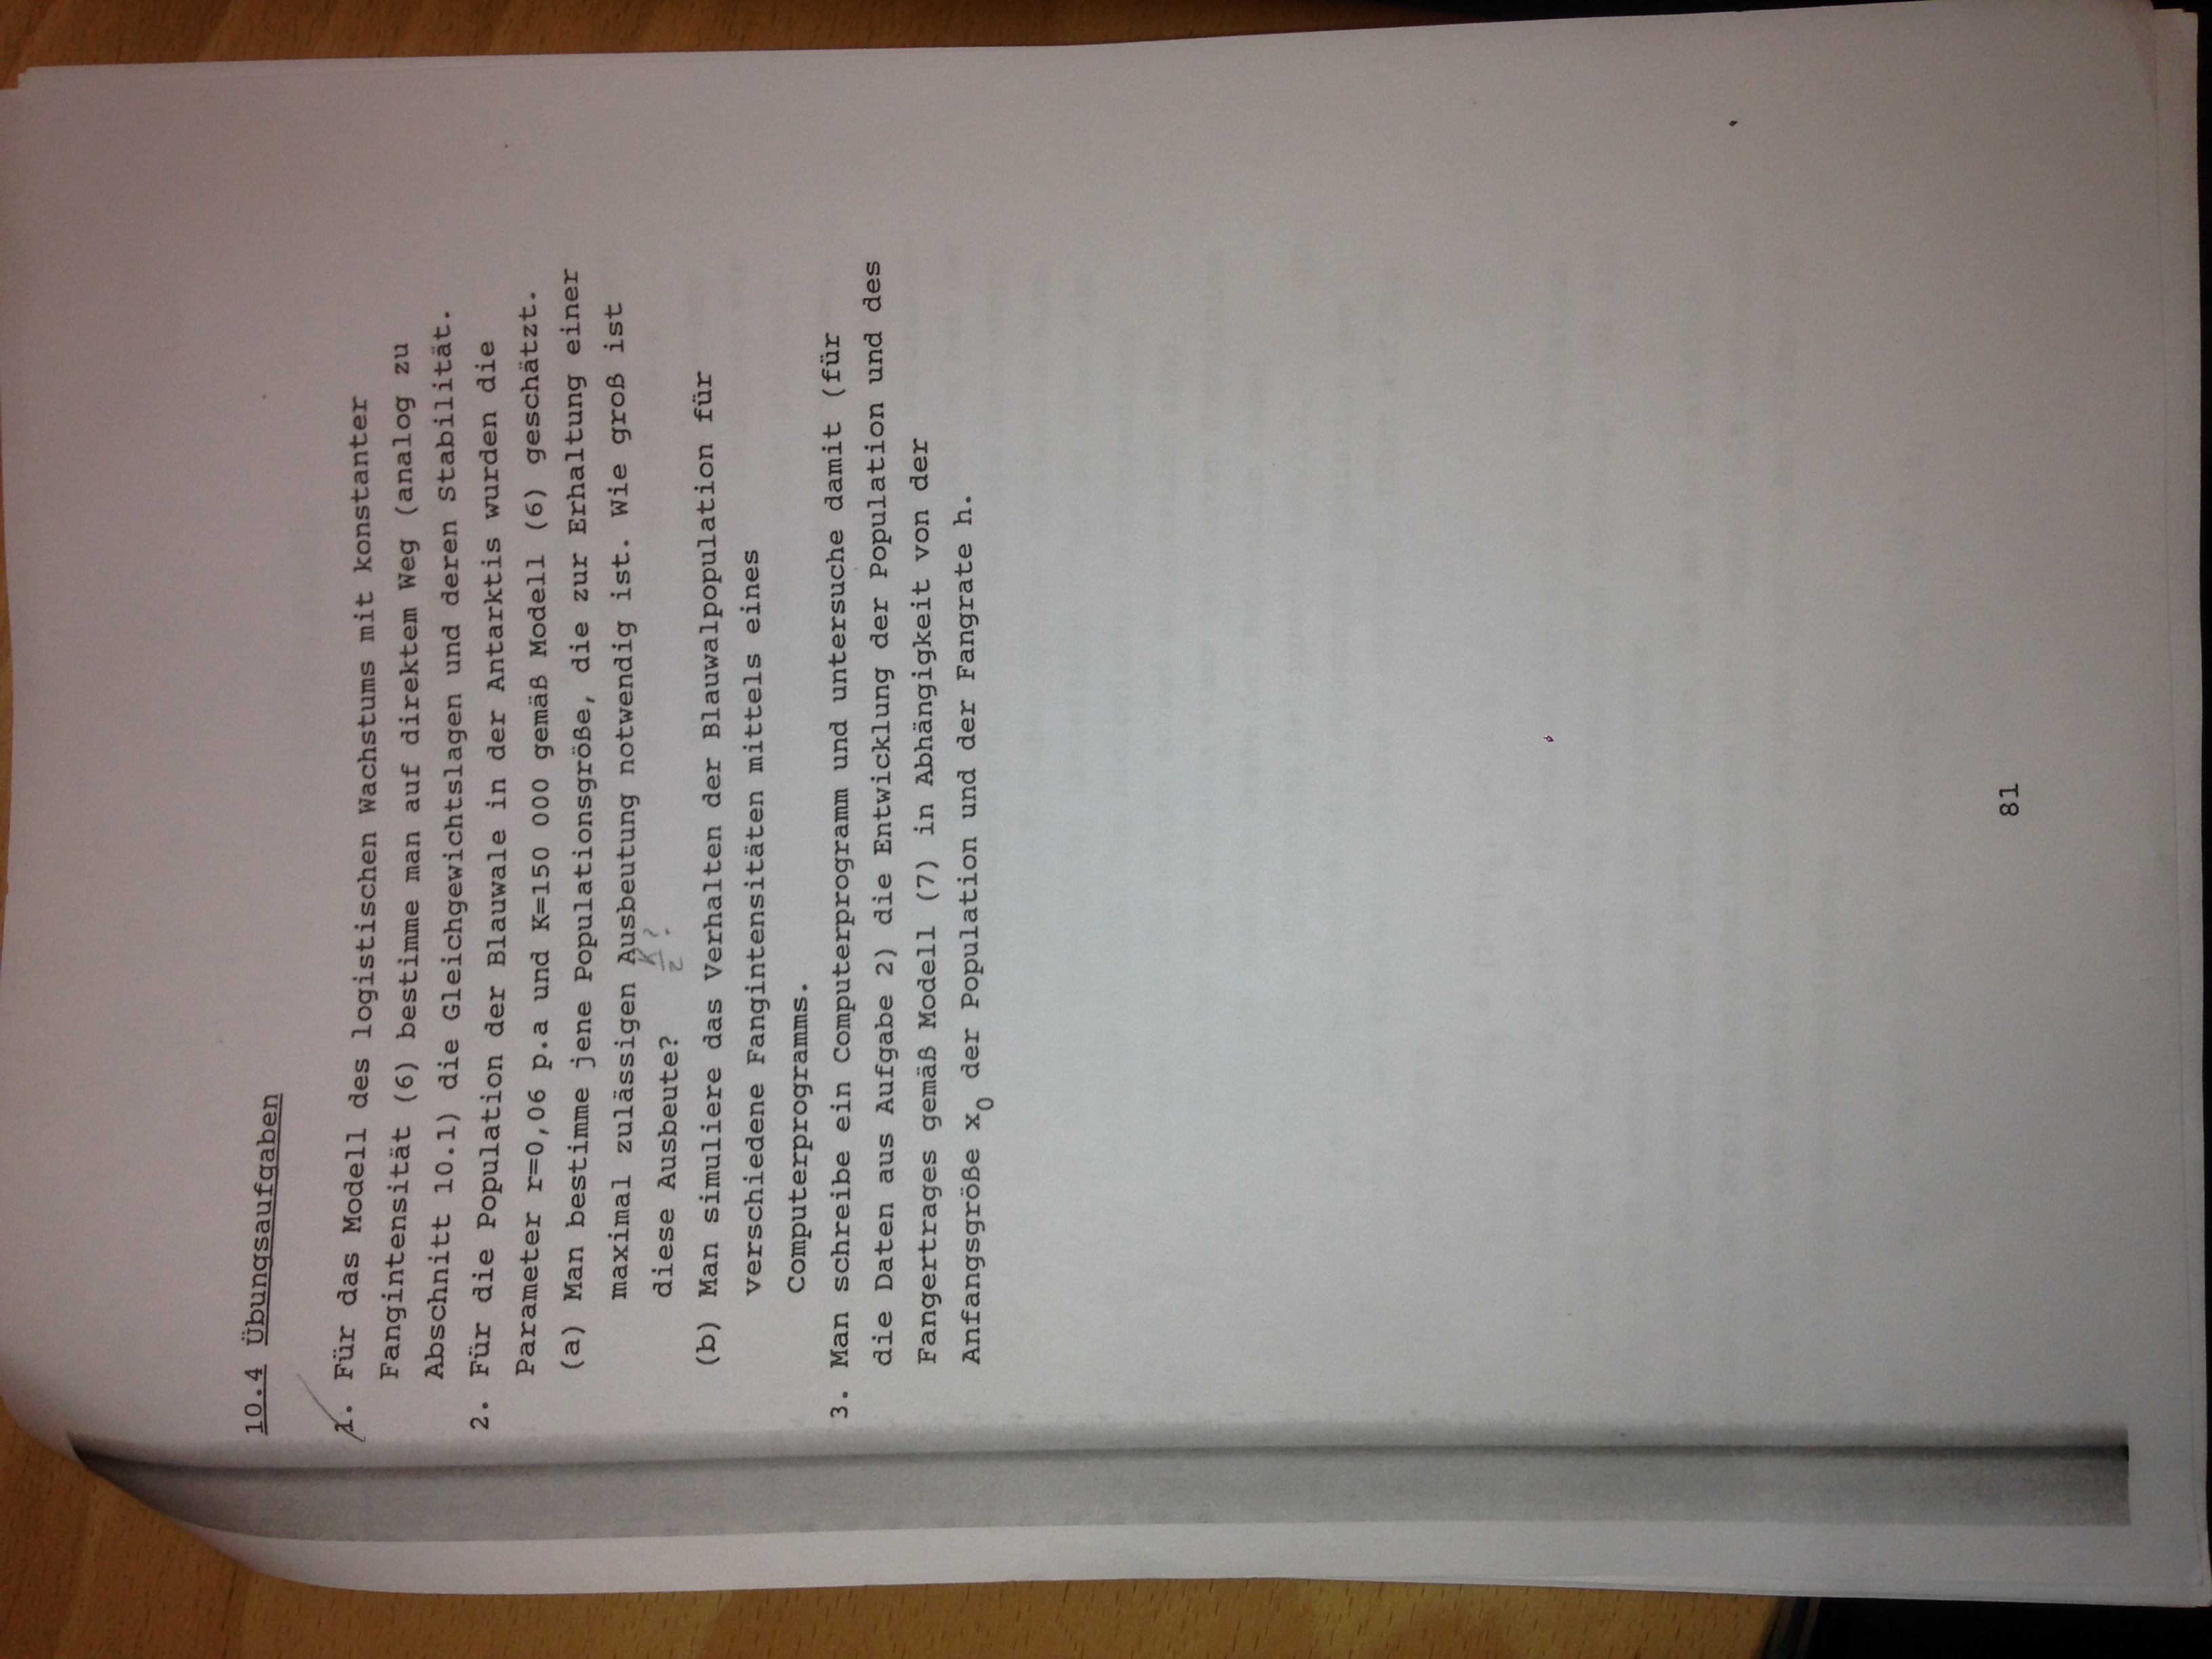 10.4 Übungsaufgaben
1. Für das Modell des logistischen Wachstums mit konstanter
Fangintensität (6) bestimme man auf direktem Weg (analog zu
Abschnitt 10.1) die Gleichgewichtslagen und deren Stabilität.
2. Für die Population der Blauwale in der Antarktis wurden die
Parameter r=0,06 p.a und K=150 000 gemäß Modell (6) geschätzt.
(a) Man bestimme jene Populationsgröße, die zur Erhaltung einer
maximal zulässigen Ausbeutung notwendig ist. Wie groß ist
diese Ausbeute? K/2 ?
(b) Man simuliere das Verhalten der Blauwalpopulation für
verschiedene Fangintensitäten mittels eines
Computerprogramms.
3. Man schreibe ein Computerprogramm und untersuche damit (für
die Daten aus Aufgabe 2) die Entwicklung der Population und des
Fangertrages gemäß Modell (7) in Abhängigkeit von der
Anfangsgröße x₀ der Population und der Fangrate h.
81